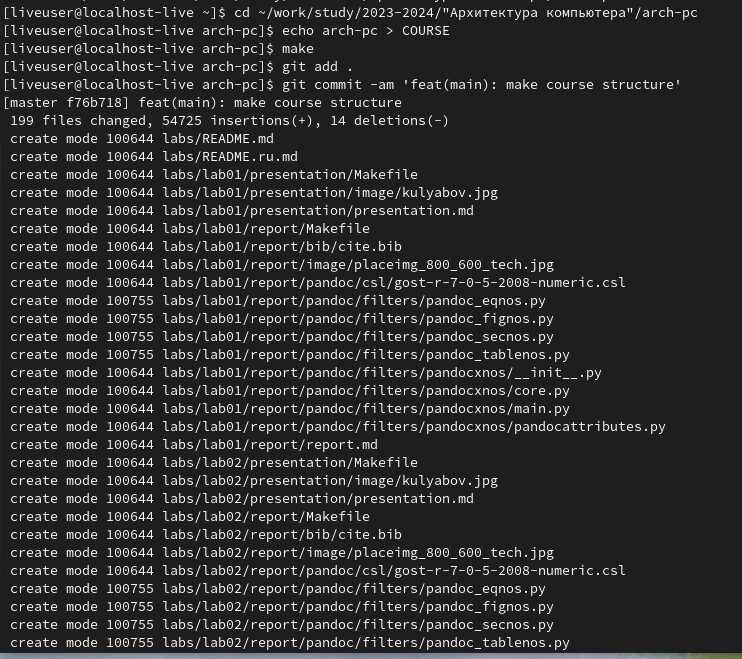 [liveuser@localhost-live ~]$ cd ~/work/study/2023-2024/"Архитектура компьютера"/arch-pc
[liveuser@localhost-live arch-pc]$ echo arch-pc > COURSE
[liveuser@localhost-live arch-pc]$ make
[liveuser@localhost-live arch-pc]$ git add .
[liveuser@localhost-live arch-pc]$ git commit -am 'feat(main): make course structure'
[master f76b718] feat(main): make course structure
 199 files changed, 54725 insertions(+), 14 deletions(-)
 create mode 100644 labs/README.md
 create mode 100644 labs/README.ru.md
 create mode 100644 labs/lab01/presentation/Makefile
 create mode 100644 labs/lab01/presentation/image/kulyabov.jpg
 create mode 100644 labs/lab01/presentation/presentation.md
 create mode 100644 labs/lab01/report/Makefile
 create mode 100644 labs/lab01/report/bib/cite.bib
 create mode 100644 labs/lab01/report/image/placeimg_800_600_tech.jpg
 create mode 100644 labs/lab01/report/pandoc/csl/gost-r-7-0-5-2008-numeric.csl
 create mode 100755 labs/lab01/report/pandoc/filters/pandoc_eqnos.py
 create mode 100755 labs/lab01/report/pandoc/filters/pandoc_fignos.py
 create mode 100755 labs/lab01/report/pandoc/filters/pandoc_secnos.py
 create mode 100755 labs/lab01/report/pandoc/filters/pandoc_tablenos.py
 create mode 100644 labs/lab01/report/pandoc/filters/pandocxnos/__init__.py
 create mode 100644 labs/lab01/report/pandoc/filters/pandocxnos/core.py
 create mode 100644 labs/lab01/report/pandoc/filters/pandocxnos/main.py
 create mode 100644 labs/lab01/report/pandoc/filters/pandocxnos/pandocattributes.py
 create mode 100644 labs/lab01/report/report.md
 create mode 100644 labs/lab02/presentation/Makefile
 create mode 100644 labs/lab02/presentation/image/kulyabov.jpg
 create mode 100644 labs/lab02/presentation/presentation.md
 create mode 100644 labs/lab02/report/Makefile
 create mode 100644 labs/lab02/report/bib/cite.bib
 create mode 100644 labs/lab02/report/image/placeimg_800_600_tech.jpg
 create mode 100644 labs/lab02/report/pandoc/csl/gost-r-7-0-5-2008-numeric.csl
 create mode 100755 labs/lab02/report/pandoc/filters/pandoc_eqnos.py
 create mode 100755 labs/lab02/report/pandoc/filters/pandoc_fignos.py
 create mode 100755 labs/lab02/report/pandoc/filters/pandoc_secnos.py
 create mode 100755 labs/lab02/report/pandoc/filters/pandoc_tablenos.py